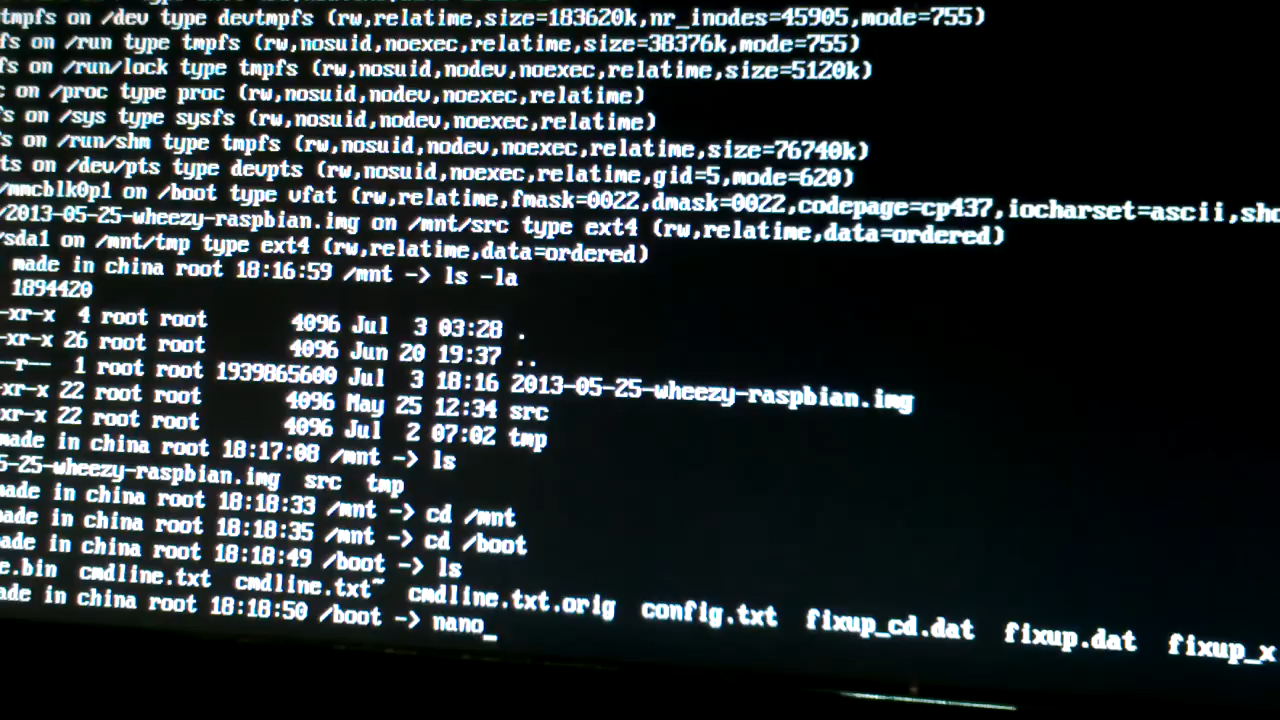 tmpfs on /dev type devtmpfs (rw,relatime,size=183620k,nr_inodes=45905,mode=755)
fs on /run type tmpfs (rw,nosuid,noexec,relatime,size=38376k,mode=755)
fs on /run/lock type tmpfs (rw,nosuid,nodev,noexec,relatime,size=5120k)
c on /proc type proc (rw,nosuid,nodev,noexec,relatime)
fs on /sys type sysfs (rw,nosuid,nodev,noexec,relatime)
fs on /run/shm type tmpfs (rw,nosuid,nodev,noexec,relatime,size=76740k)
ts on /dev/pts type devpts (rw,nosuid,noexec,relatime,gid=5,mode=620)
/mmcblk0p1 on /boot type vfat (rw,relatime,fmask=0022,dmask=0022,codepage=cp437,iocharset=ascii,sho
/2013-05-25-wheezy-raspbian.img on /mnt/src type ext4 (rw,relatime,data=ordered)
/sda1 on /mnt/tmp type ext4 (rw,relatime,data=ordered)
made in china root 18:16:59 /mnt -> ls -la
1894420
-xr-x 4 root root 4096 Jul 3 03:28 .
-xr-x 26 root root 4096 Jun 20 19:37 ..
--r-- 1 root root 1939865600 Jul 3 18:16 2013-05-25-wheezy-raspbian.img
-xr-x 22 root root 4096 May 25 12:34 src
-xr-x 22 root root 4096 Jul 2 07:02 tmp
made in china root 18:17:08 /mnt -> ls
5-25-wheezy-raspbian.img src tmp
made in china root 18:18:33 /mnt -> cd /mnt
made in china root 18:18:35 /mnt -> cd /boot
ade in china root 18:18:49 /boot -> ls
e.bin cmdline.txt cmdline.txt~ cmdline.txt.orig config.txt fixup_cd.dat fixup.dat fixup_x
ade in china root 18:18:50 /boot -> nano_